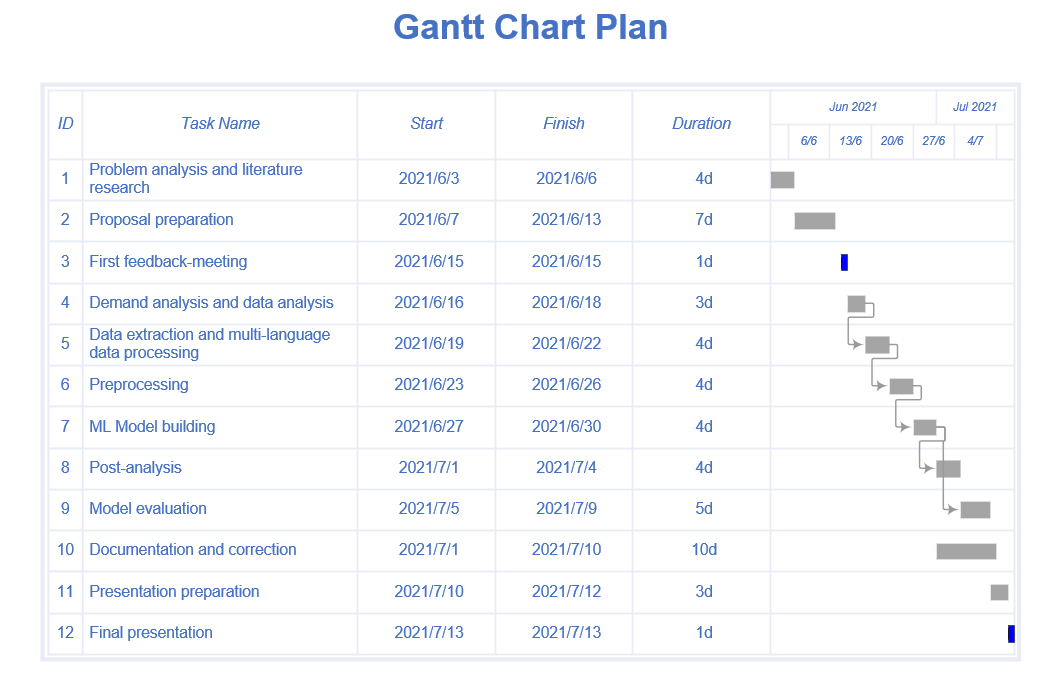 Gantt Chart Plan
ID Task Name Start Finish Duration Jun 2021 Jul 2021
6/6 13/6 20/6 27/6 4/7
1 Problem analysis and literature
research 2021/6/3 2021/6/6 4d
2 Proposal preparation 2021/6/7 2021/6/13 7d
3 First feedback-meeting 2021/6/15 2021/6/15 1d
4 Demand analysis and data analysis 2021/6/16 2021/6/18 3d
5 Data extraction and multi-language
data processing 2021/6/19 2021/6/22 4d
6 Preprocessing 2021/6/23 2021/6/26 4d
7 ML Model building 2021/6/27 2021/6/30 4d
8 Post-analysis 2021/7/1 2021/7/4 4d
9 Model evaluation 2021/7/5 2021/7/9 5d
10 Documentation and correction 2021/7/1 2021/7/10 10d
11 Presentation preparation 2021/7/10 2021/7/12 3d
12 Final presentation 2021/7/13 2021/7/13 1d